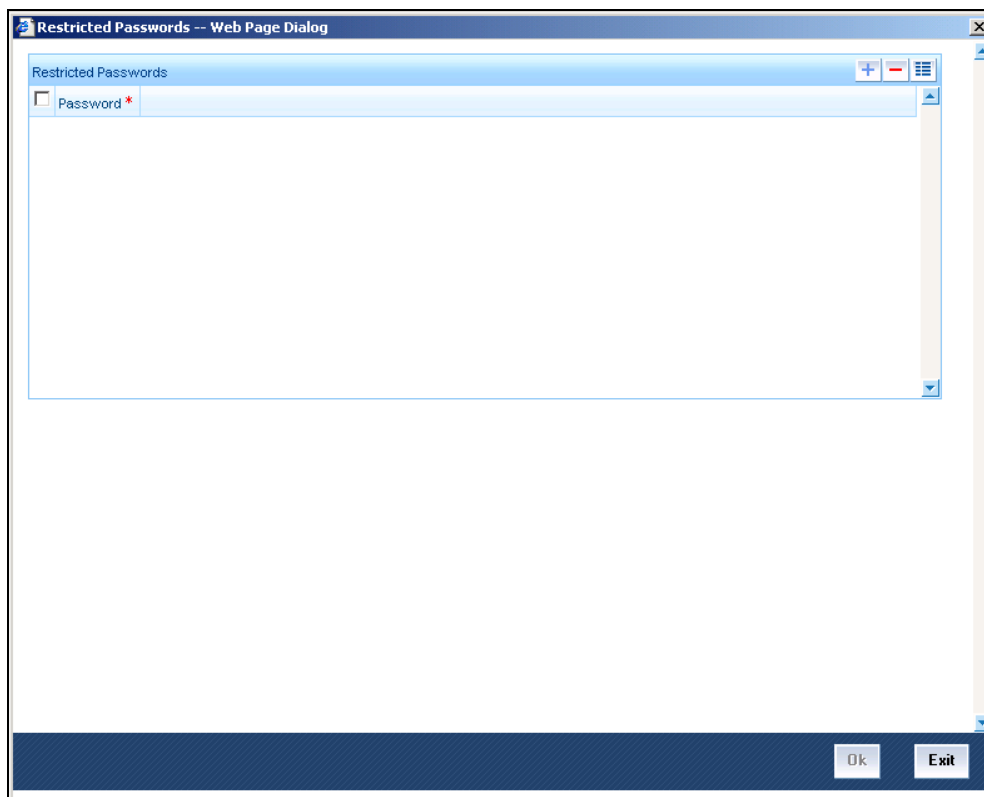 Restricted Passwords -- Web Page Dialog
Restricted Passwords
Password *
Ok
Exit